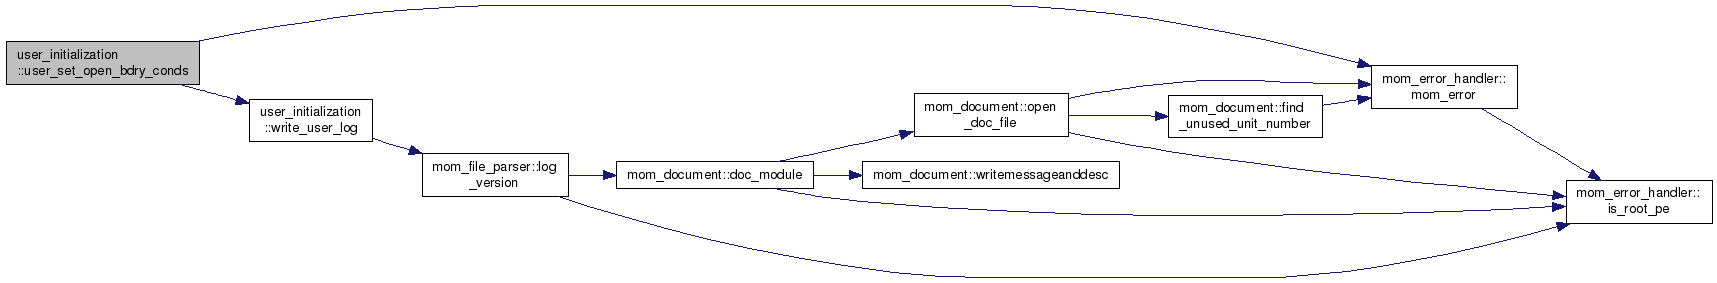 user_initialization
::user_set_open_bdry_conds
user_initialization
::write_user_log
mom_file_parser::log
_version
mom_document::doc_module
mom_document::open
_doc_file
mom_document::writemessageanddesc
mom_document::find
_unused_unit_number
mom_error_handler::
mom_error
mom_error_handler::
is_root_pe